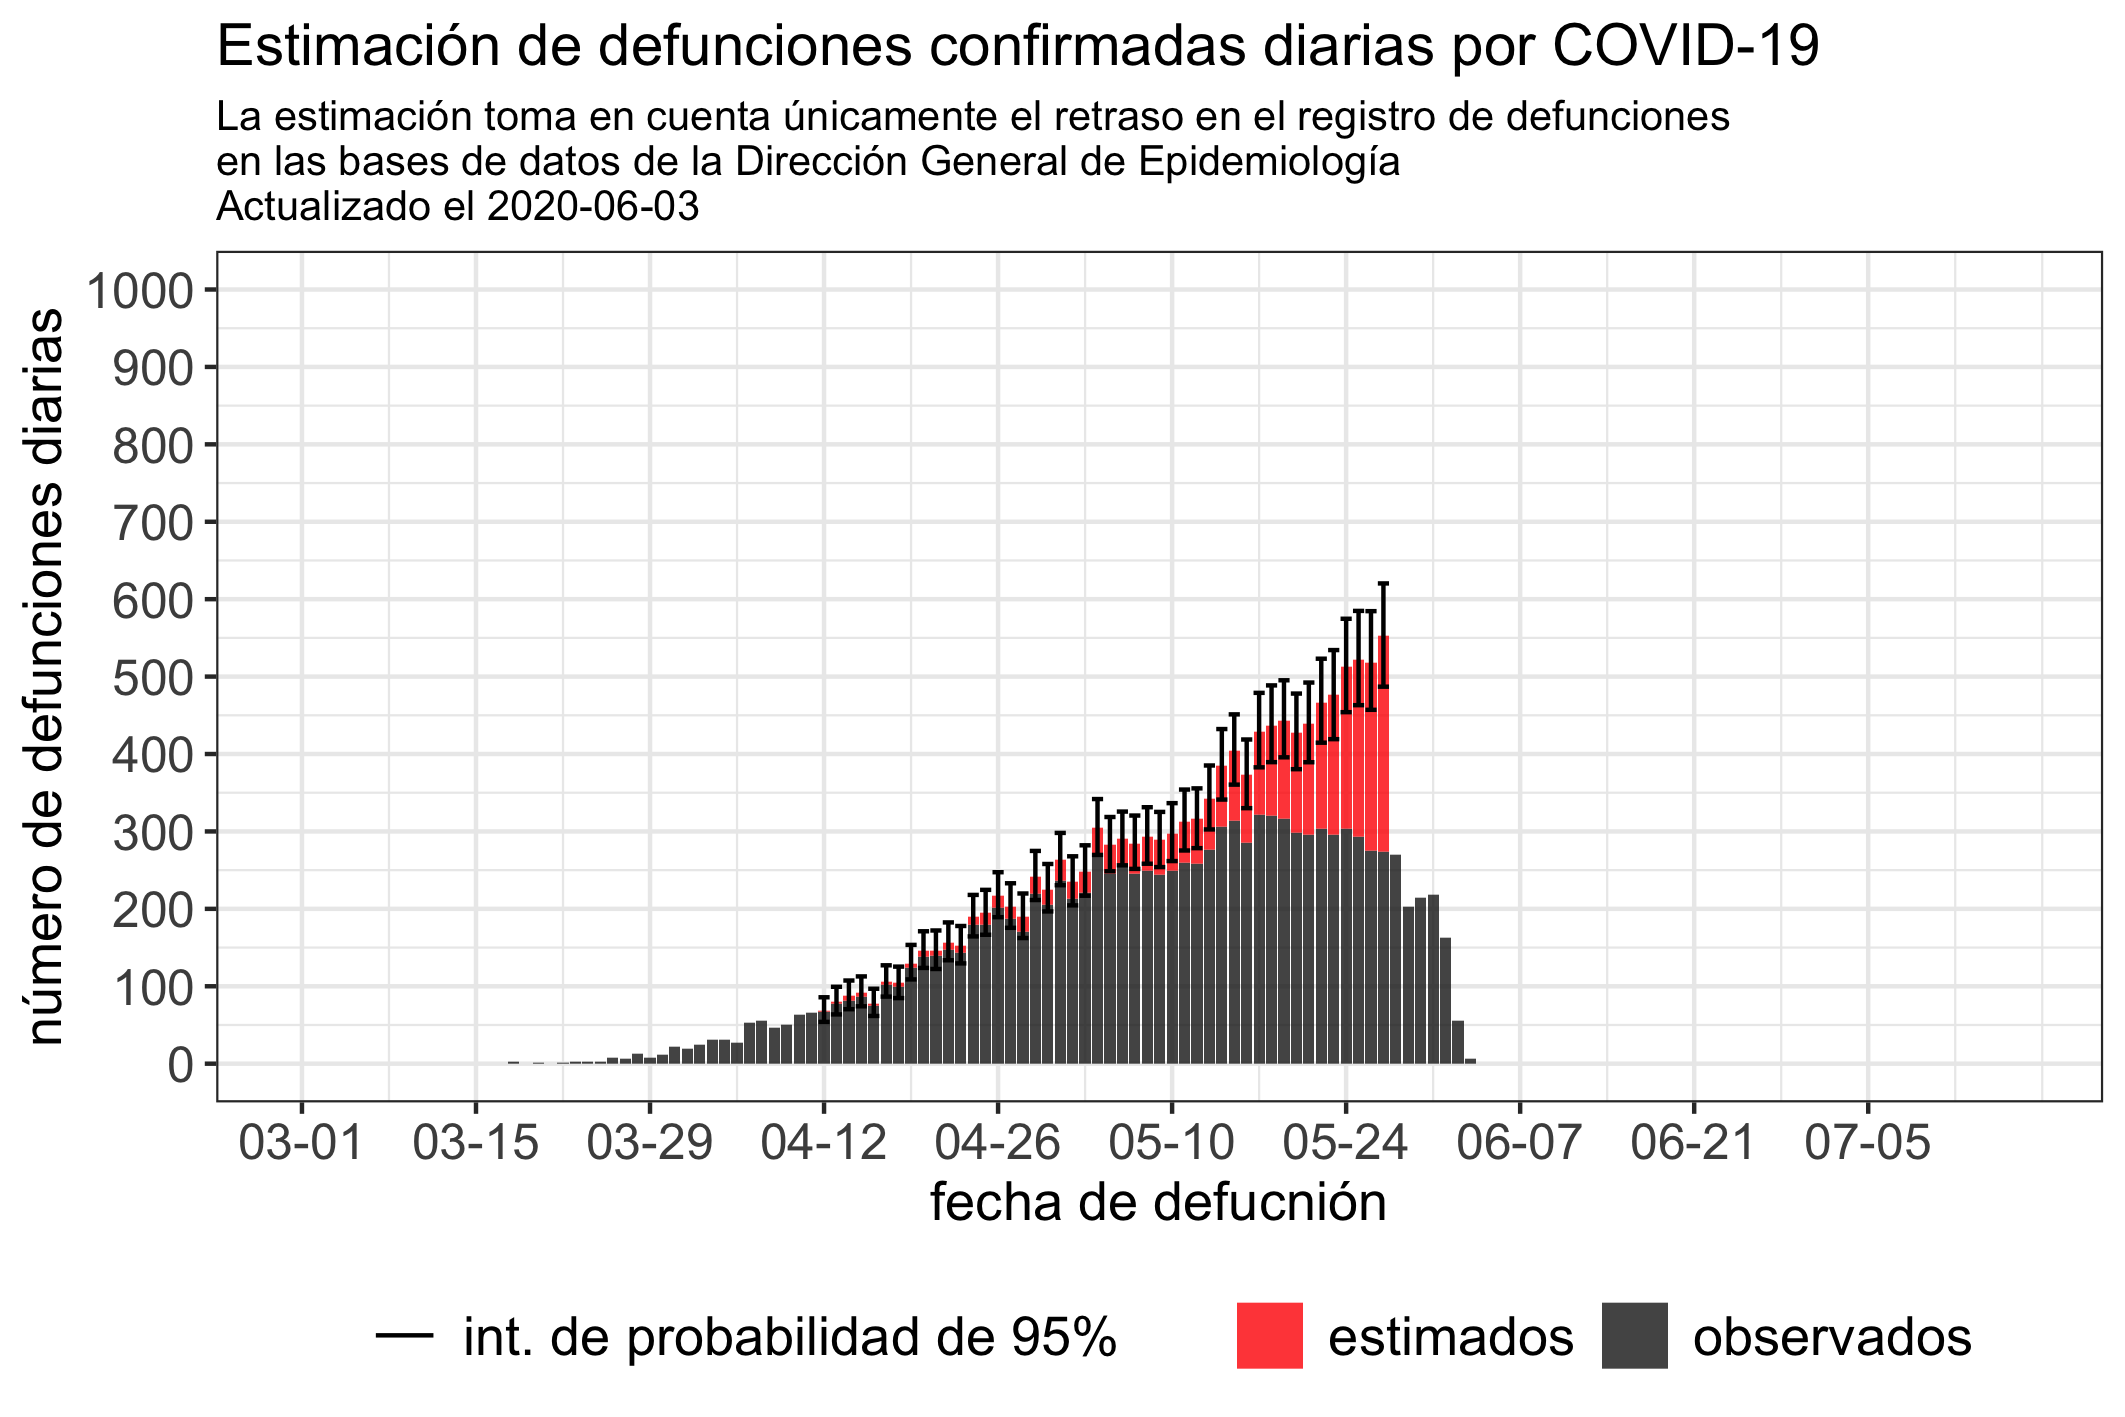 Estimación de defunciones confirmadas diarias por COVID-19
La estimación toma en cuenta únicamente el retraso en el registro de defunciones
en las bases de datos de la Dirección General de Epidemiología
Actualizado el 2020-06-03
número de defunciones diarias
1000
900
800
700
600
500
400
300
200
100
0
03-01 03-15 03-29 04-12 04-26 05-10 05-24 06-07 06-21 07-05
fecha de defucnión
int. de probabilidad de 95% estimados observados